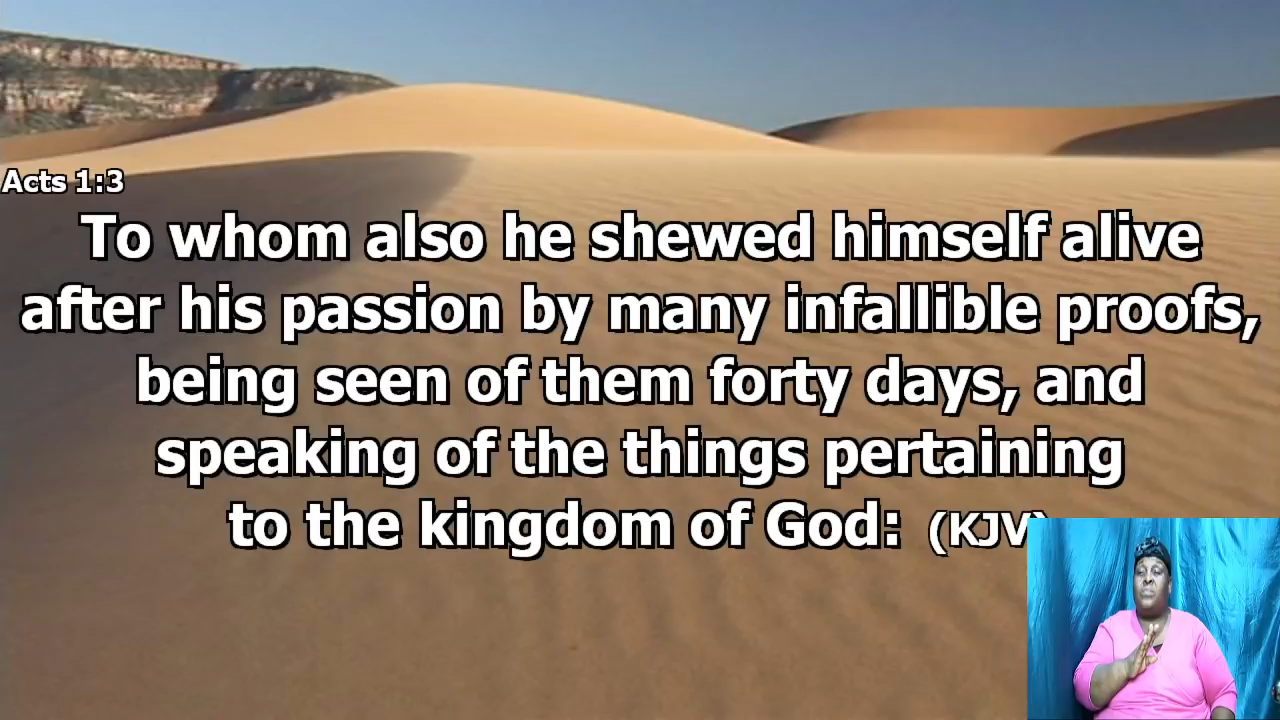 Acts 1:3
To whom also he shewed himself alive
after his passion by many infallible proofs,
being seen of them forty days, and
speaking of the things pertaining
to the kingdom of God: (KJV)